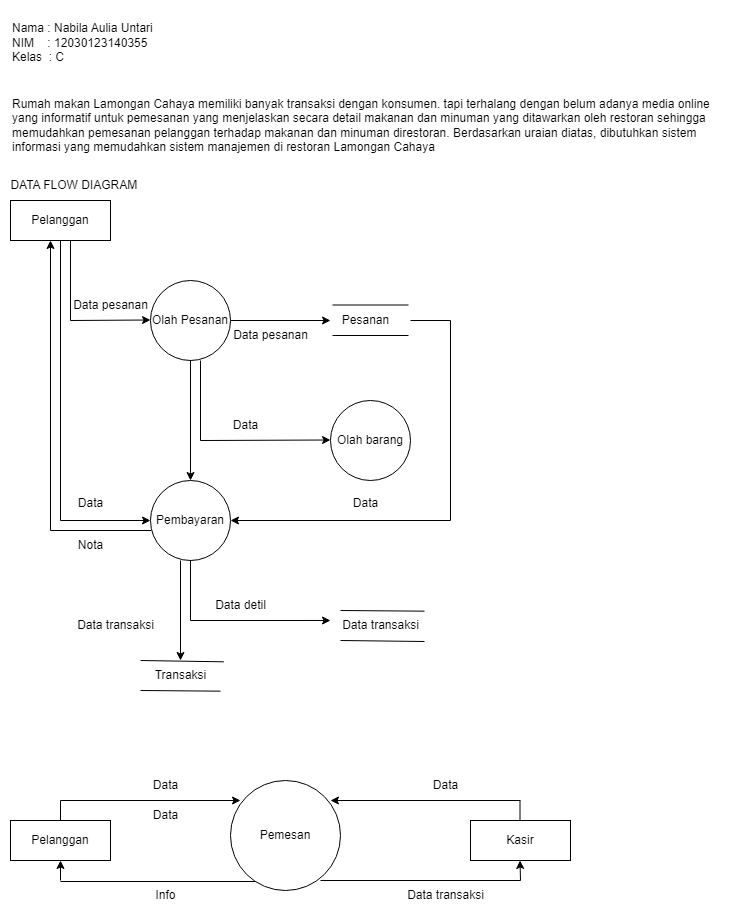 Nama : Nabila Aulia Untari
NIM : 12030123140355
Kelas : C
Rumah makan Lamongan Cahaya memiliki banyak transaksi dengan konsumen. tapi terhalang dengan belum adanya media online
yang informatif untuk pemesanan yang menjelaskan secara detail makanan dan minuman yang ditawarkan oleh restoran sehingga
memudahkan pemesanan pelanggan terhadap makanan dan minuman direstoran. Berdasarkan uraian diatas, dibutuhkan sistem
informasi yang memudahkan sistem manajemen di restoran Lamongan Cahaya
DATA FLOW DIAGRAM
Pelanggan
Data pesanan
Olah Pesanan
Data pesanan
Pesanan
Data
Olah barang
Data
Data
Pembayaran
Nota
Data detil
Data transaksi
Data transaksi
Transaksi
Data
Data
Data
Pelanggan
Pemesan
Kasir
Info
Data transaksi